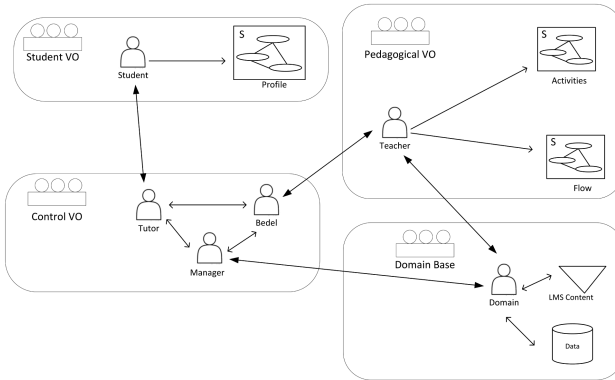 S
Student VO
Student
Profile
Pedagogical VO
S
Activities
Teacher
S
Flow
Control VO
Tutor
Bedel
Manager
Domain Base
Domain
LMS Content
Data